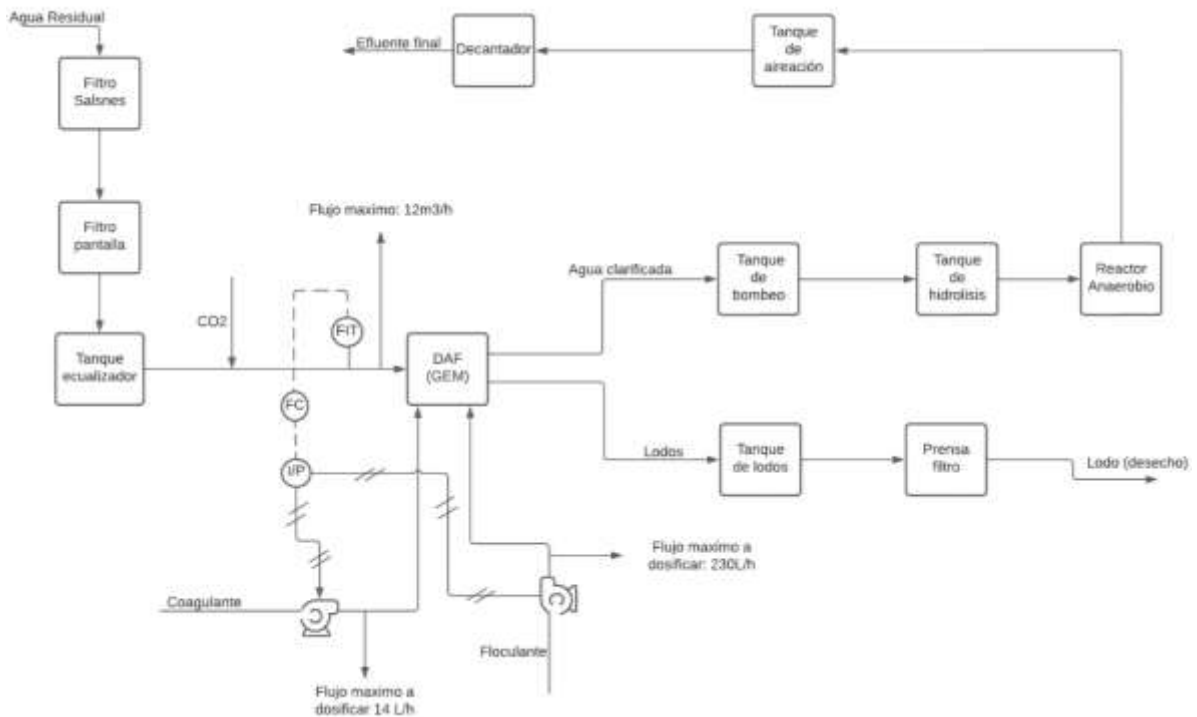 Agua Residual
Filtro
Salsnes
Filtro
pantalla
Tanque
ecualizador
CO2
Flujo maximo: 12m3/h
FIT
FC
I/P
DAF
(GEM)
Efluente final
Decantador
Tanque
de
aireación
Agua clarificada
Tanque
de
bombeo
Tanque
de
hidrolisis
Reactor
Anaerobio
Lodos
Tanque
de lodos
Prensa
filtro
Lodo (desecho)
Flujo maximo a
dosificar: 230L/h
Coagulante
C
C
Floculante
Flujo maximo a
dosificar 14 L/h